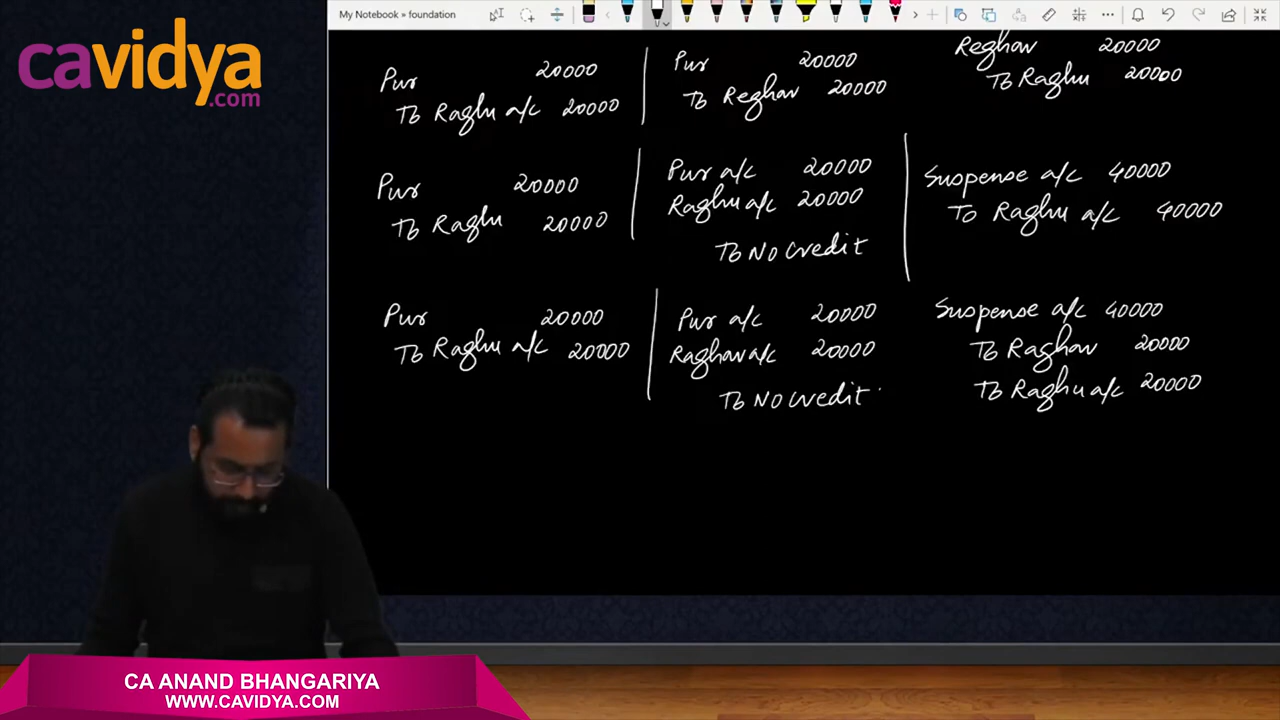 cavidya
.com
My Notebook » foundation
Pur 20000
To Raghu a/c 20000
Pur 20000
To Reghav 20000
Reghav 20000
To Raghu 20000
Pur 20000
To Raghu 20000
Pur a/c 20000
Raghu a/c 20000
To No credit
Suspense a/c 40000
To Raghu a/c 40000
Pur 20000
To Raghu a/c 20000
Pur a/c 20000
Raghav a/c 20000
To No credit
Suspense a/c 40000
To Raghav 20000
To Raghu a/c 20000
CA ANAND BHANGARIYA
WWW.CAVIDYA.COM